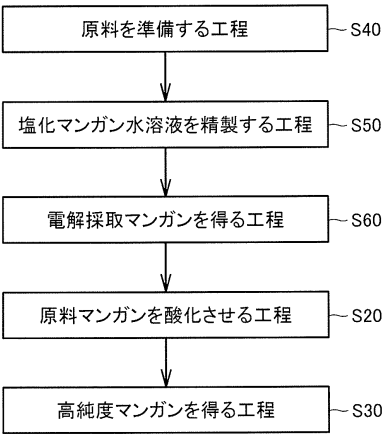 原料を準備する工程 S40
塩化マンガン水溶液を精製する工程 S50
電解採取マンガンを得る工程 S60
原料マンガンを酸化させる工程 S20
高純度マンガンを得る工程 S30